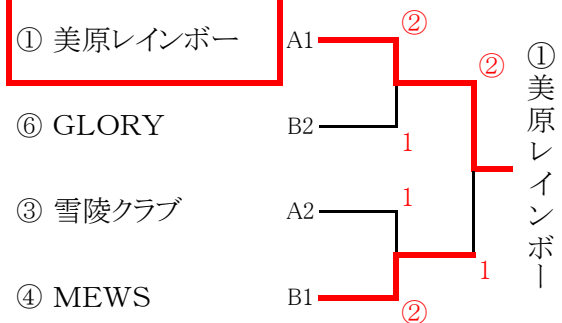 ① 美原レインボー A1 ②
② ①美原レインボー
⑥ GLORY B2 1
③ 雪陵クラブ A2 1
1
④ MEWS B1 ②